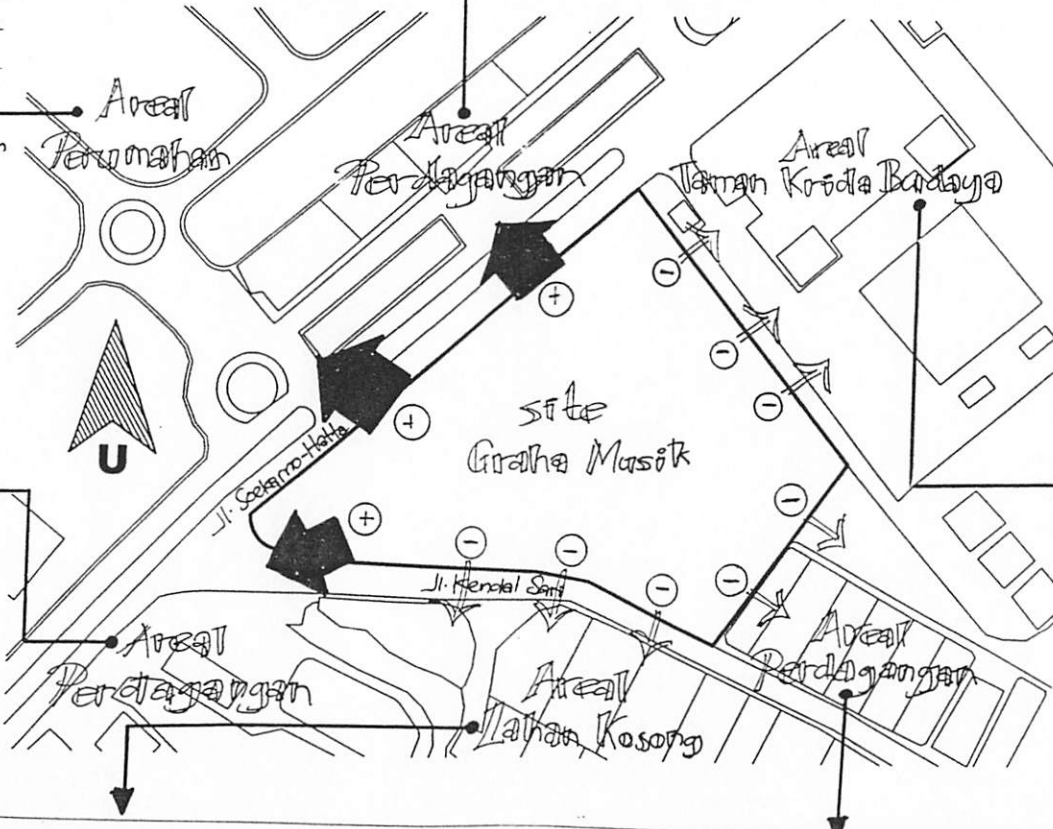 Areal
Perumahan
Areal
Perdagangan
Areal
Taman Krida Budaya
+
-
-
+
-
site
Graha Musik
U
Jl. Soekarno-Hatta
+
-
-
-
-
-
Jl. Kendal Sari
Areal
Perdagangan
Areal
Lahan Kosong
Areal
Perdagangan